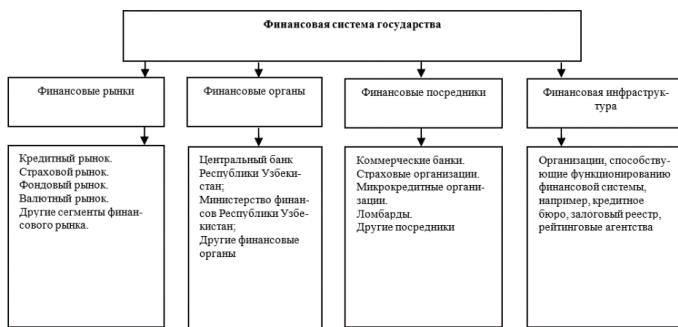 Финансовая система государства
Финансовые рынки
Финансовые органы
Финансовые посредники
Финансовая инфраструк-
тура
Кредитный рынок.
Страховой рынок.
Фондовый рынок.
Валютный рынок.
Другие сегменты финан-
сового рынка.
Центральный банк
Республики Узбеки-
стан;
Министерство финан-
сов Республики Узбе-
кистан;
Другие финансовые
органы
Коммерческие банки.
Страховые организации.
Микрокредитные органи-
зации.
Ломбарды.
Другие посредники
Организации, способству-
ющие функционированию
финансовой системы,
например, кредитное
бюро, залоговый реестр,
рейтинговые агентства